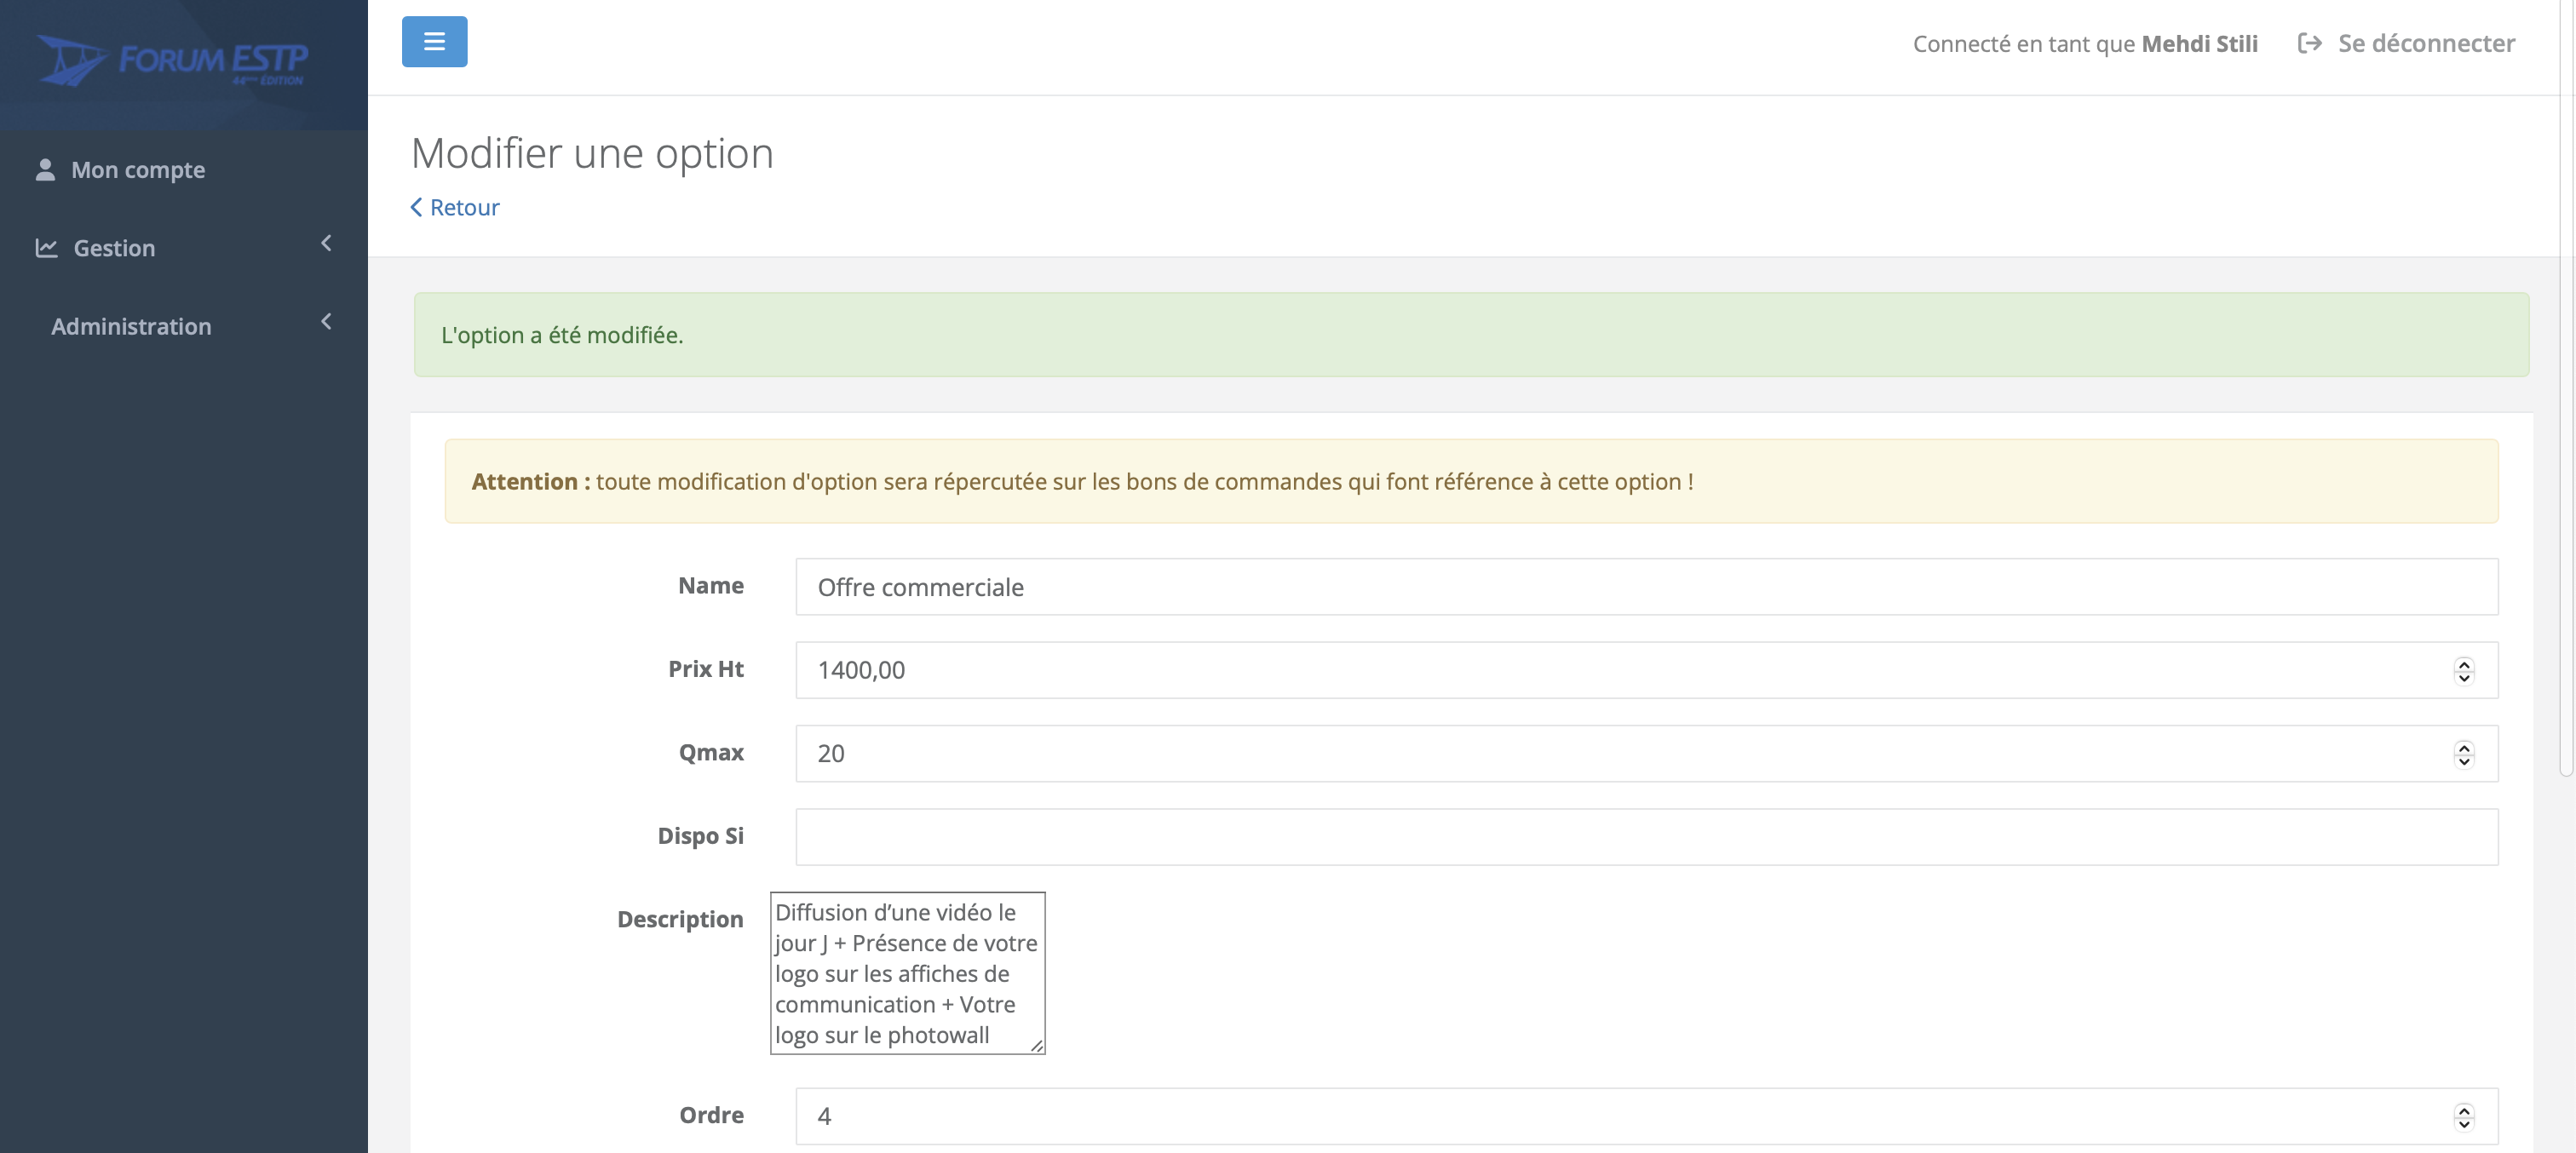 FORUM ESTP
44ème ÉDITION
Connecté en tant que Mehdi Stili
Se déconnecter
Mon compte
Gestion
Administration
Modifier une option
Retour
L'option a été modifiée.
Attention : toute modification d'option sera répercutée sur les bons de commandes qui font référence à cette option !
Name
Offre commerciale
Prix Ht
1400,00
Qmax
20
Dispo Si
Description
Diffusion d’une vidéo le
jour J + Présence de votre
logo sur les affiches de
communication + Votre
logo sur le photowall
Ordre
4